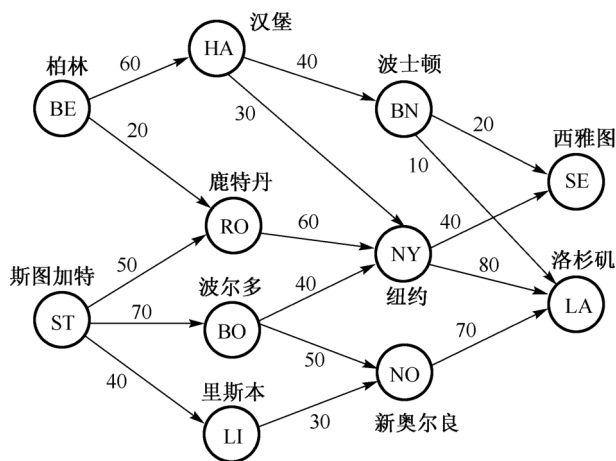 汉堡
HA
柏林
60
40
波士顿
BE
BN
20
30
20
西雅图
鹿特丹
10
SE
RO
60
40
斯图加特
50
波尔多
40
NY
80
洛杉矶
纽约
ST
70
BO
LA
50
70
40
里斯本
NO
LI
30
新奥尔良